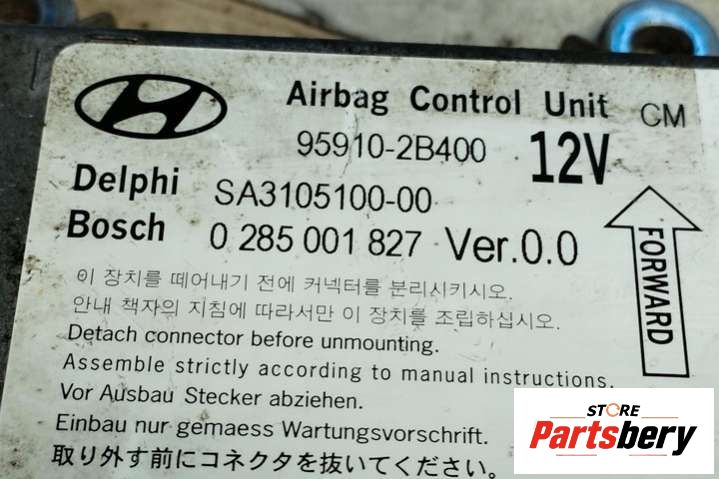 Airbag Control Unit CM
95910-2B400 12V
Delphi SA3105100-00
Bosch 0 285 001 827 Ver.0.0
FORWARD
이 장치를 떼어내기 전에 커넥터를 분리시키시오.
안내 책자의 지침에 따라서만 이 장치를 조립하십시오.
Detach connector before unmounting.
Assemble strictly according to manual instructions.
Vor Ausbau Stecker abziehen.
Einbau nur gemaess Wartungsvorschrift.
取り外す前にコネクタを抜いてください。
STORE
Partsbery